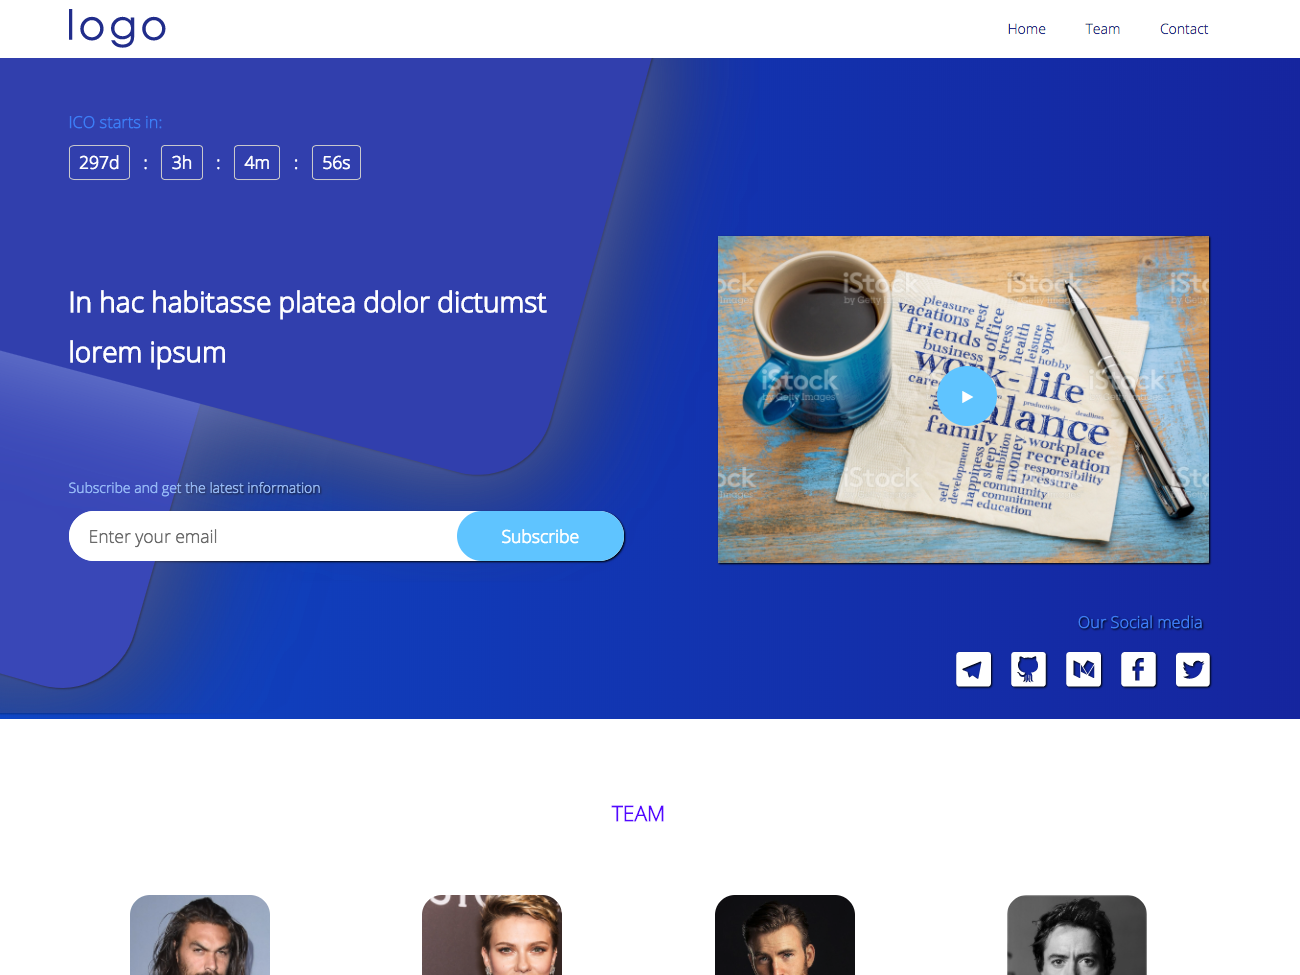 logo
Home Team Contact
ICO starts in:
297d : 3h : 4m : 56s
In hac habitasse platea dolor dictumst
lorem ipsum
Subscribe and get the latest information
Enter your email
Subscribe
iStock
by Getty Images
pleasure
vacations
rest
friends
office
business
stress
health
leisure
sport
hobby
work-life
productivity
deadlines
family
workplace
recreation
responsibility
pressure
self
development
happiness
sleep
ambition
money
community
commitment
education
Our Social media
TEAM